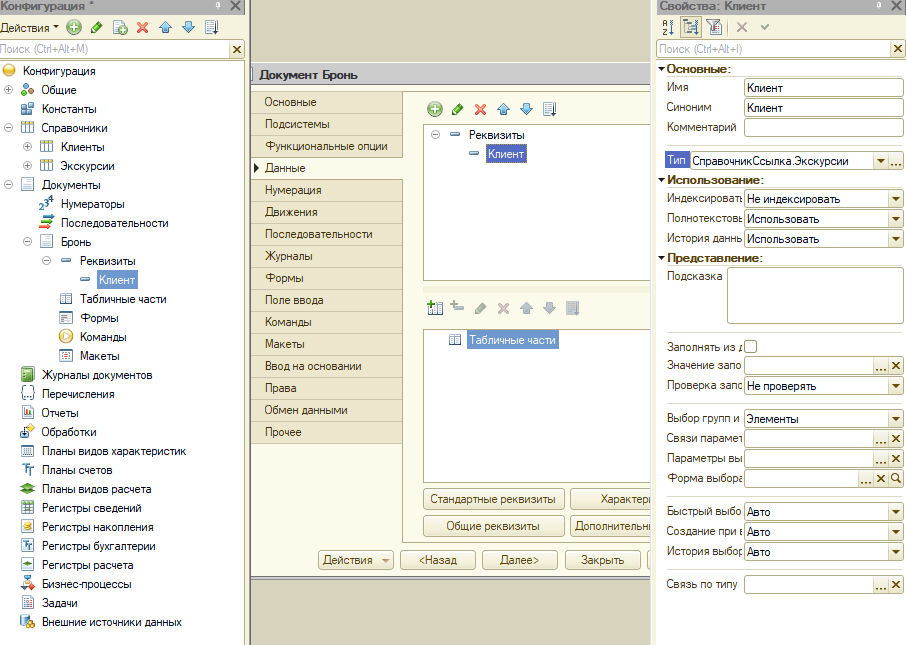 Конфигурация *
Действия
Поиск (Ctrl+Alt+M)
Конфигурация
Общие
Константы
Справочники
Клиенты
Экскурсии
Документы
Нумераторы
Последовательности
Бронь
Реквизиты
Клиент
Табличные части
Формы
Команды
Макеты
Журналы документов
Перечисления
Отчеты
Обработки
Планы видов характеристик
Планы счетов
Планы видов расчета
Регистры сведений
Регистры накопления
Регистры бухгалтерии
Регистры расчета
Бизнес-процессы
Задачи
Внешние источники данных
Документ Бронь
Основные
Подсистемы
Функциональные опции
Данные
Нумерация
Движения
Последовательности
Журналы
Формы
Поле ввода
Команды
Макеты
Ввод на основании
Права
Обмен данными
Прочее
Реквизиты
Клиент
Табличные части
Стандартные реквизиты
Характери
Общие реквизиты
Дополнительн
Действия
<Назад
Далее>
Закрыть
Свойства: Клиент
Поиск (Ctrl+Alt+I)
Основные:
Имя
Клиент
Синоним
Клиент
Комментарий
Тип
СправочникСсылка.Экскурсии
...
Использование:
Индексировать
Не индексировать
Полнотекстовы
Использовать
История данны
Использовать
Представление:
Подсказка
Заполнять из д
Значение запо
...
Проверка запо
Не проверять
Выбор групп и
Элементы
Связи парамет
...
Параметры вы
...
Форма выбора
...
Быстрый выбо
Авто
Создание при в
Авто
История выбор
Авто
Связь по типу
...